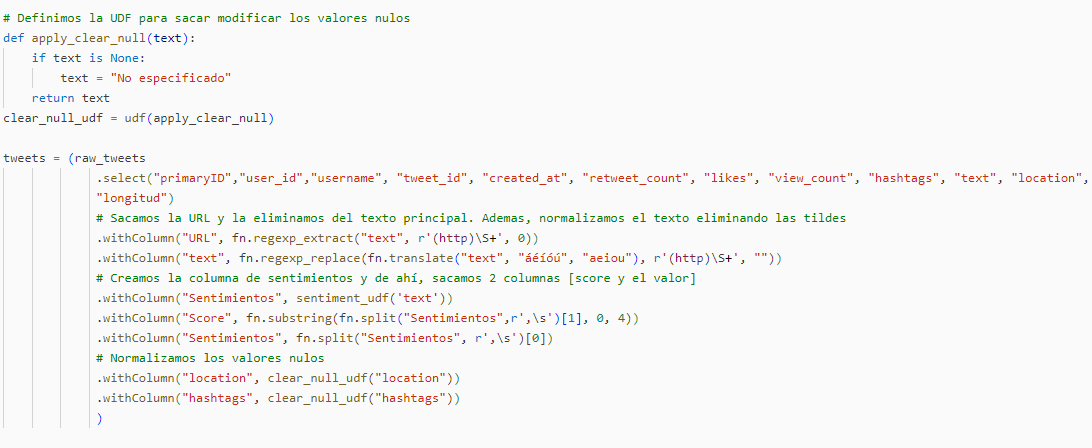 # Definimos la UDF para sacar modificar los valores nulos
def apply_clear_null(text):
    if text is None:
        text = "No especificado"
    return text
clear_null_udf = udf(apply_clear_null)

tweets = (raw_tweets
             .select("primaryID","user_id","username", "tweet_id", "created_at", "retweet_count", "likes", "view_count", "hashtags", "text", "location",
             "longitud")
             # Sacamos la URL y la eliminamos del texto principal. Ademas, normalizamos el texto eliminando las tildes
             .withColumn("URL", fn.regexp_extract("text", r'(http)\S+', 0))
             .withColumn("text", fn.regexp_replace(fn.translate("text", "áéíóú", "aeiou"), r'(http)\S+', ""))
             # Creamos la columna de sentimientos y de ahí, sacamos 2 columnas [score y el valor]
             .withColumn("Sentimientos", sentiment_udf('text'))
             .withColumn("Score", fn.substring(fn.split("Sentimientos",r',\s')[1], 0, 4))
             .withColumn("Sentimientos", fn.split("Sentimientos", r',\s')[0])
             # Normalizamos los valores nulos
             .withColumn("location", clear_null_udf("location"))
             .withColumn("hashtags", clear_null_udf("hashtags"))
             )